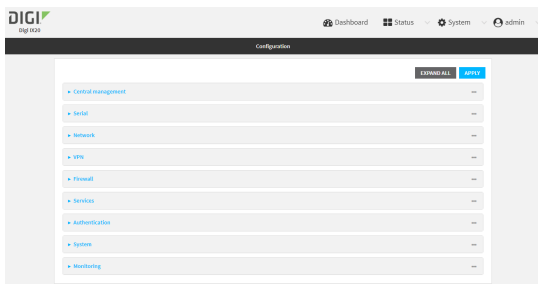 DIGI
Digi IX20
Dashboard Status System admin
Configuration
EXPAND ALL APPLY
Central management
Serial
Network
VPN
Firewall
Services
Authentication
System
Monitoring